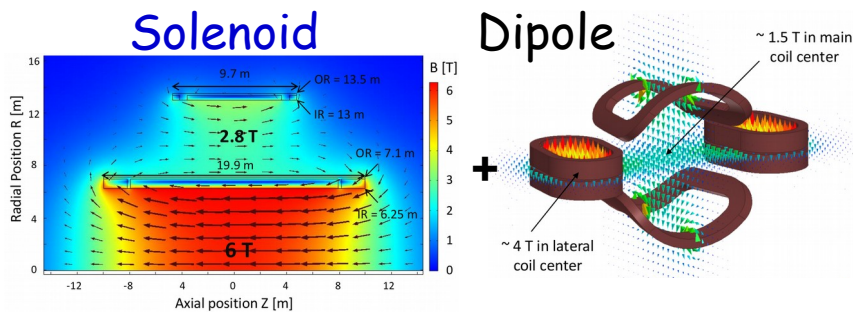 Solenoid
Dipole
B [T]
9.7 m
OR = 13.5 m
IR = 13 m
2.8 T
OR = 7.1 m
19.9 m
IR = 6.25 m
6 T
Radial Position R [m]
16
12
8
4
0
-12
-8
-4
0
4
8
12
Axial position Z [m]
6
5
4
3
2
1
0
+
~ 1.5 T in main
coil center
~ 4 T in lateral
coil center